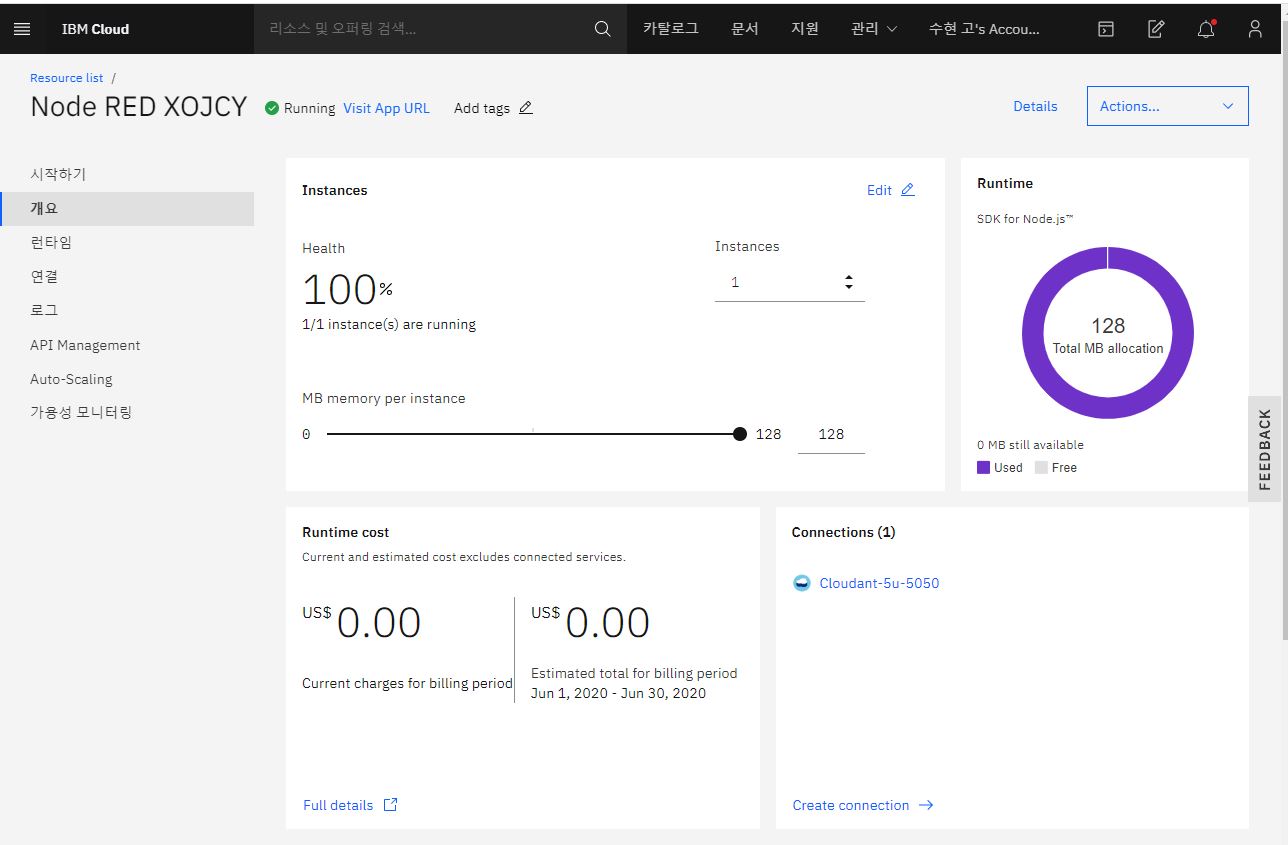 IBM Cloud
리소스 및 오퍼링 검색...
카탈로그 문서 지원 관리 수현 고's Accou...
Resource list /
Node RED XOJCY Running Visit App URL Add tags
Details Actions...
시작하기
개요
런타임
연결
로그
API Management
Auto-Scaling
가용성 모니터링
Instances Edit
Health
100%
1/1 instance(s) are running
Instances
1
MB memory per instance
0 128 128
Runtime
SDK for Node.js™
128
Total MB allocation
0 MB still available
Used Free
FEEDBACK
Runtime cost
Current and estimated cost excludes connected services.
US$ 0.00
Current charges for billing period
US$ 0.00
Estimated total for billing period
Jun 1, 2020 - Jun 30, 2020
Full details
Connections (1)
Cloudant-5u-5050
Create connection